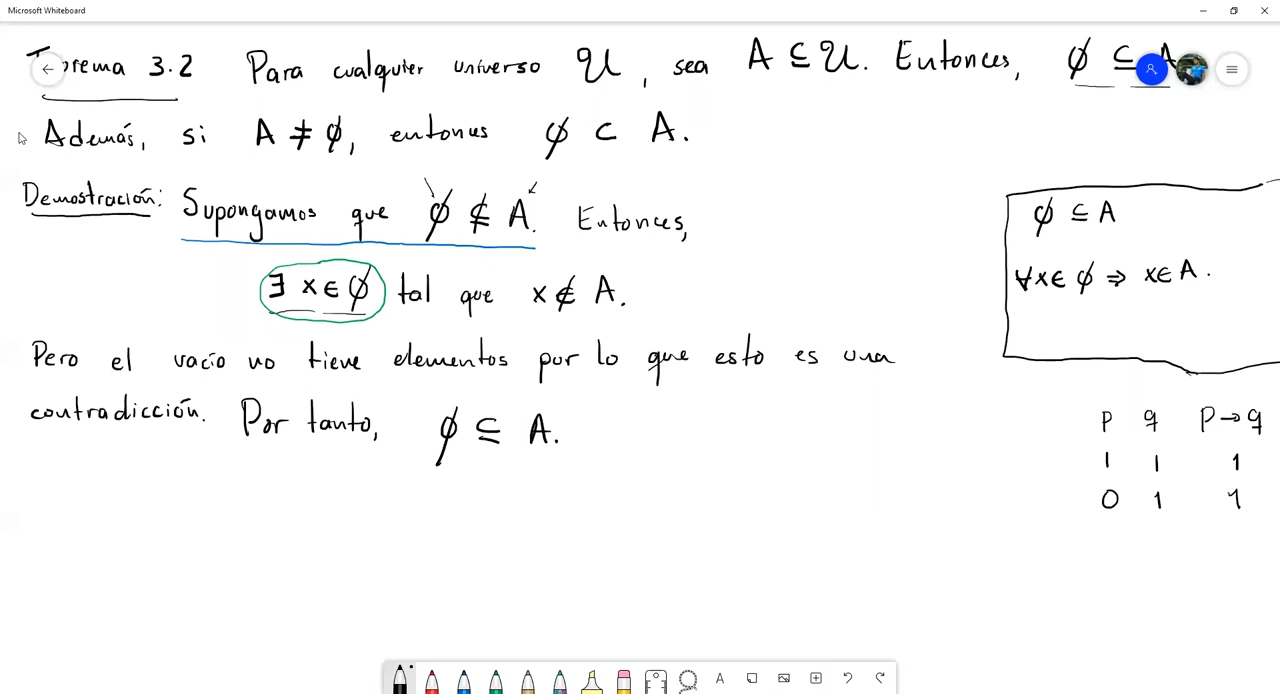 Microsoft Whiteboard
Teorema 3.2 Para cualquier universo U, sea A ⊆ U. Entonces, ∅ ⊆ A
Además, si A ≠ ∅, entonces ∅ ⊂ A.
Demostración: Supongamos que ∅ ⊈ A. Entonces,
∃ x ∈ ∅ tal que x ∉ A.
Pero el vacío no tiene elementos por lo que esto es una
contradicción. Por tanto, ∅ ⊆ A.
∅ ⊆ A
∀x ∈ ∅ ⇒ x ∈ A.
p q p → q
1 1 1
0 1 1
A